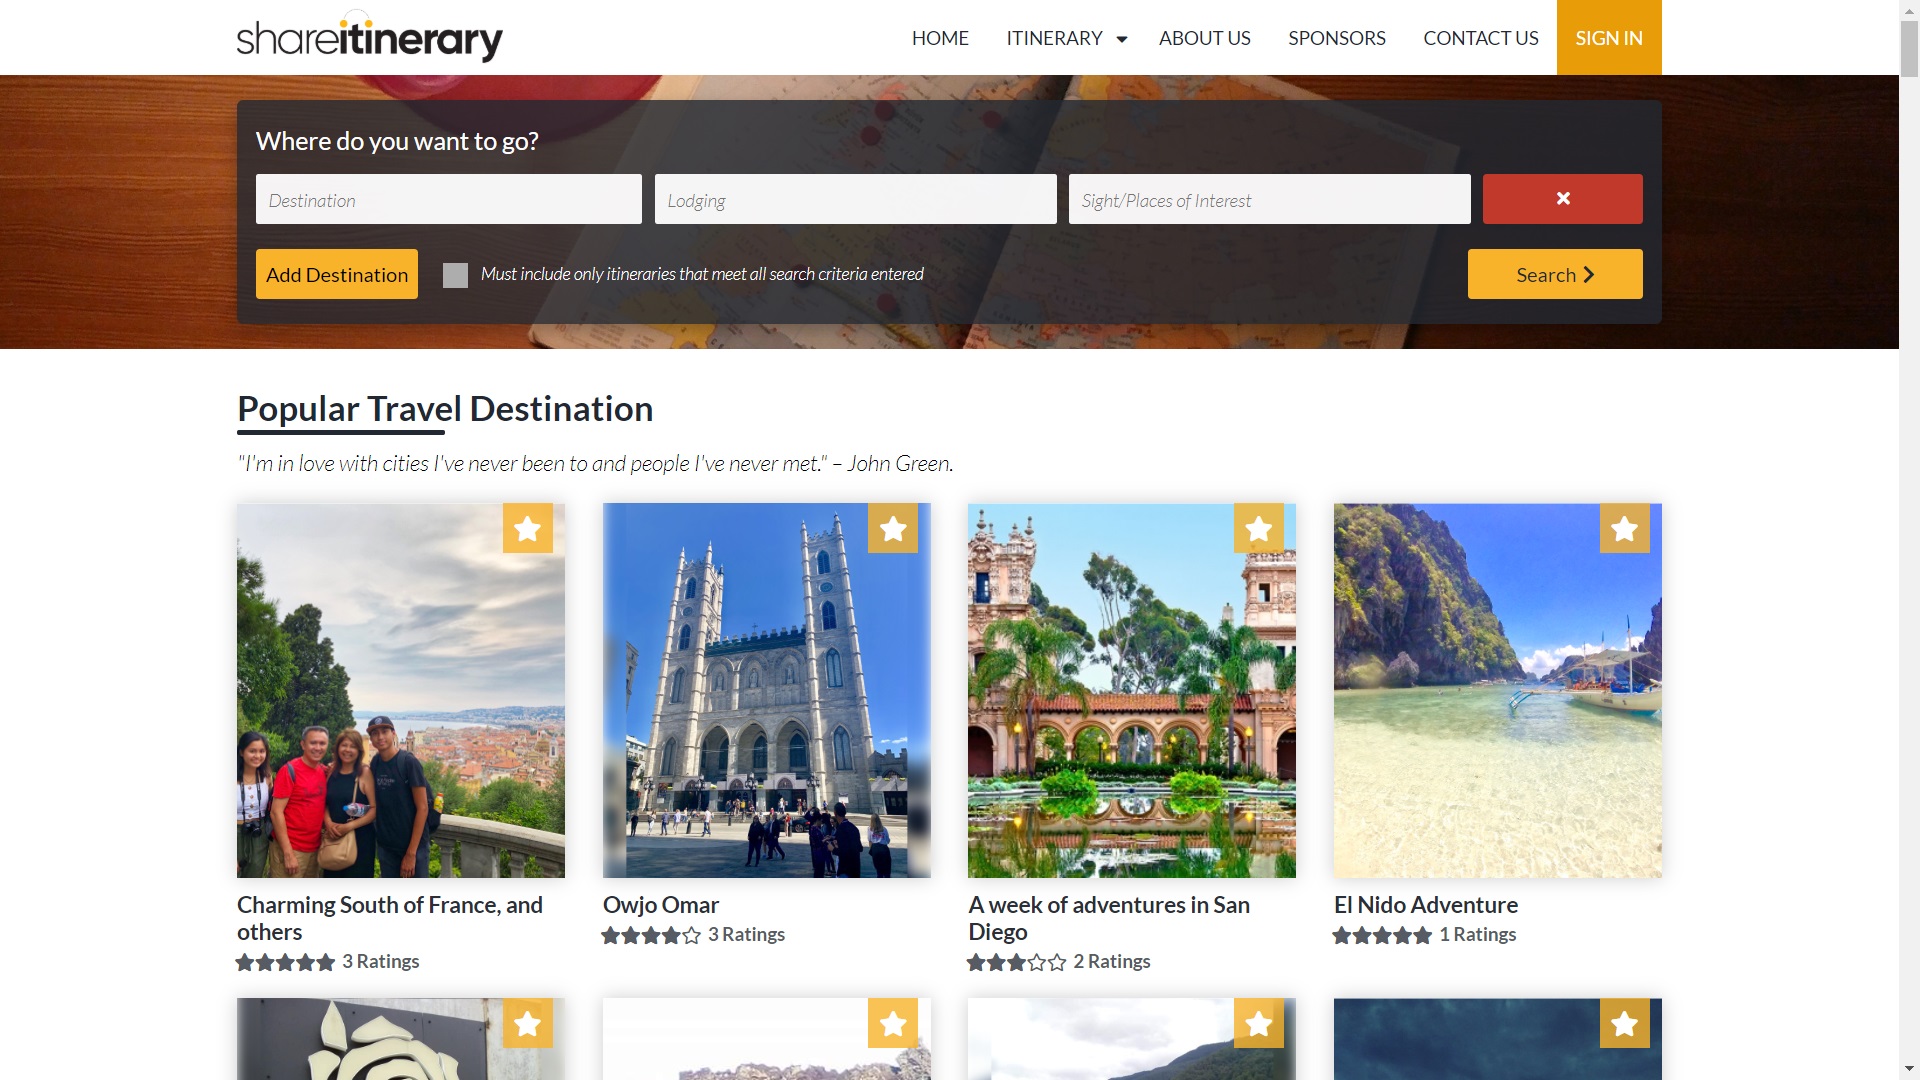 shareitinerary
HOME
ITINERARY
ABOUT US
SPONSORS
CONTACT US
SIGN IN
Where do you want to go?
Destination
Lodging
Sight/Places of Interest
Add Destination
Must include only itineraries that meet all search criteria entered
Search
Popular Travel Destination
"I'm in love with cities I've never been to and people I've never met." – John Green.
Charming South of France, and
others
3 Ratings
Owjo Omar
3 Ratings
A week of adventures in San
Diego
2 Ratings
El Nido Adventure
1 Ratings